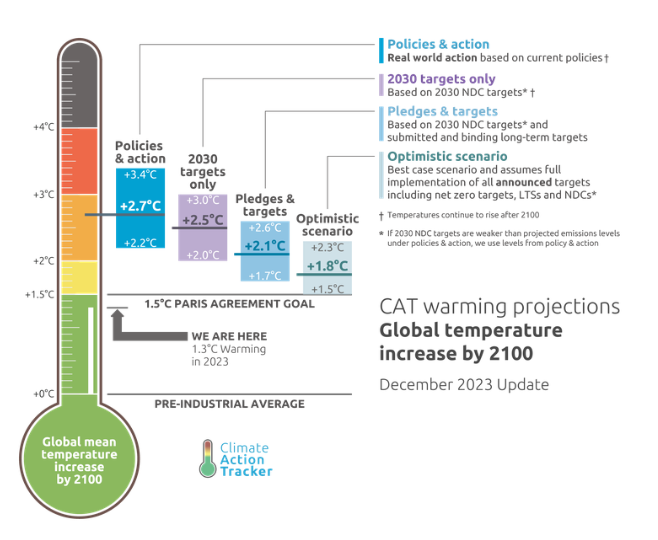 Policies & action
Real world action based on current policies †
2030 targets only
Based on 2030 NDC targets* †
Pledges & targets
Based on 2030 NDC targets* and
submitted and binding long-term targets
Optimistic scenario
Best case scenario and assumes full
implementation of all announced targets
including net zero targets, LTSs and NDCs*
† Temperatures continue to rise after 2100
* If 2030 NDC targets are weaker than projected emissions levels
under policies & action, we use levels from policy & action
+4°C
+3°C
+2°C
+1.5°C
+0°C
Policies
& action
+3.4°C
+2.7°C
+2.2°C
2030
targets
only
+3.0°C
+2.5°C
+2.0°C
Pledges &
targets
+2.6°C
+2.1°C
+1.7°C
Optimistic
scenario
+2.3°C
+1.8°C
+1.5°C
1.5°C PARIS AGREEMENT GOAL
WE ARE HERE
1.3°C Warming
in 2023
PRE-INDUSTRIAL AVERAGE
CAT warming projections
Global temperature
increase by 2100
December 2023 Update
Global mean
temperature
increase
by 2100
Climate
Action
Tracker